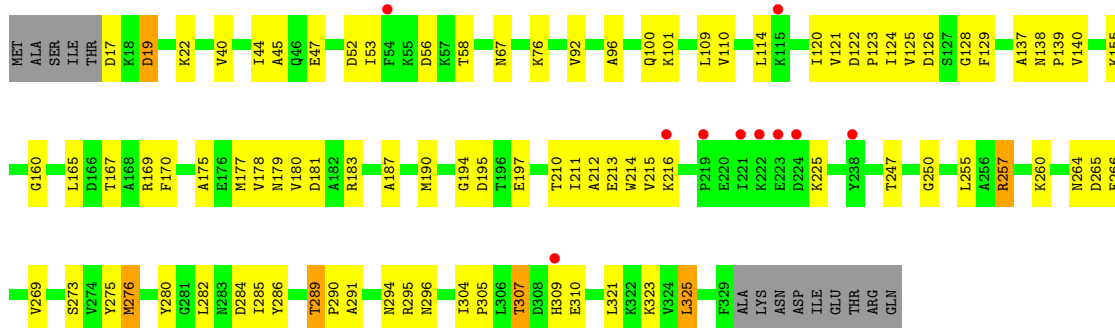 MET ALA SER ILE THR D17 K18 D19 K22 V40 I44 A45 Q46 E47 D52 I53 F54 K55 D56 K57 T58 N67 K76 V92 A96 Q100 K101 L109 V110 L114 K115 I120 V121 D122 P123 I124 V125 D126 S127 G128 F129 A137 N138 P139 V140 K155
G160 L165 D166 T167 A168 R169 F170 A175 E176 M177 V178 N179 V180 D181 A182 R183 A187 M190 G194 D195 T196 E197 T210 I211 A212 E213 W214 V215 K216 P219 E220 I221 K222 E223 D224 K225 Y238 T247 G250 L255 A256 R257 K260 N264 D265
V269 S273 V274 Y275 M276 Y280 G281 L282 N283 D284 I285 Y286 T289 P290 A291 N294 R295 N296 I304 P305 L306 T307 D308 H309 E310 L321 K322 K323 V324 L325 F329 ALA LYS ASN ASP ILE GLU THR ARG GLN